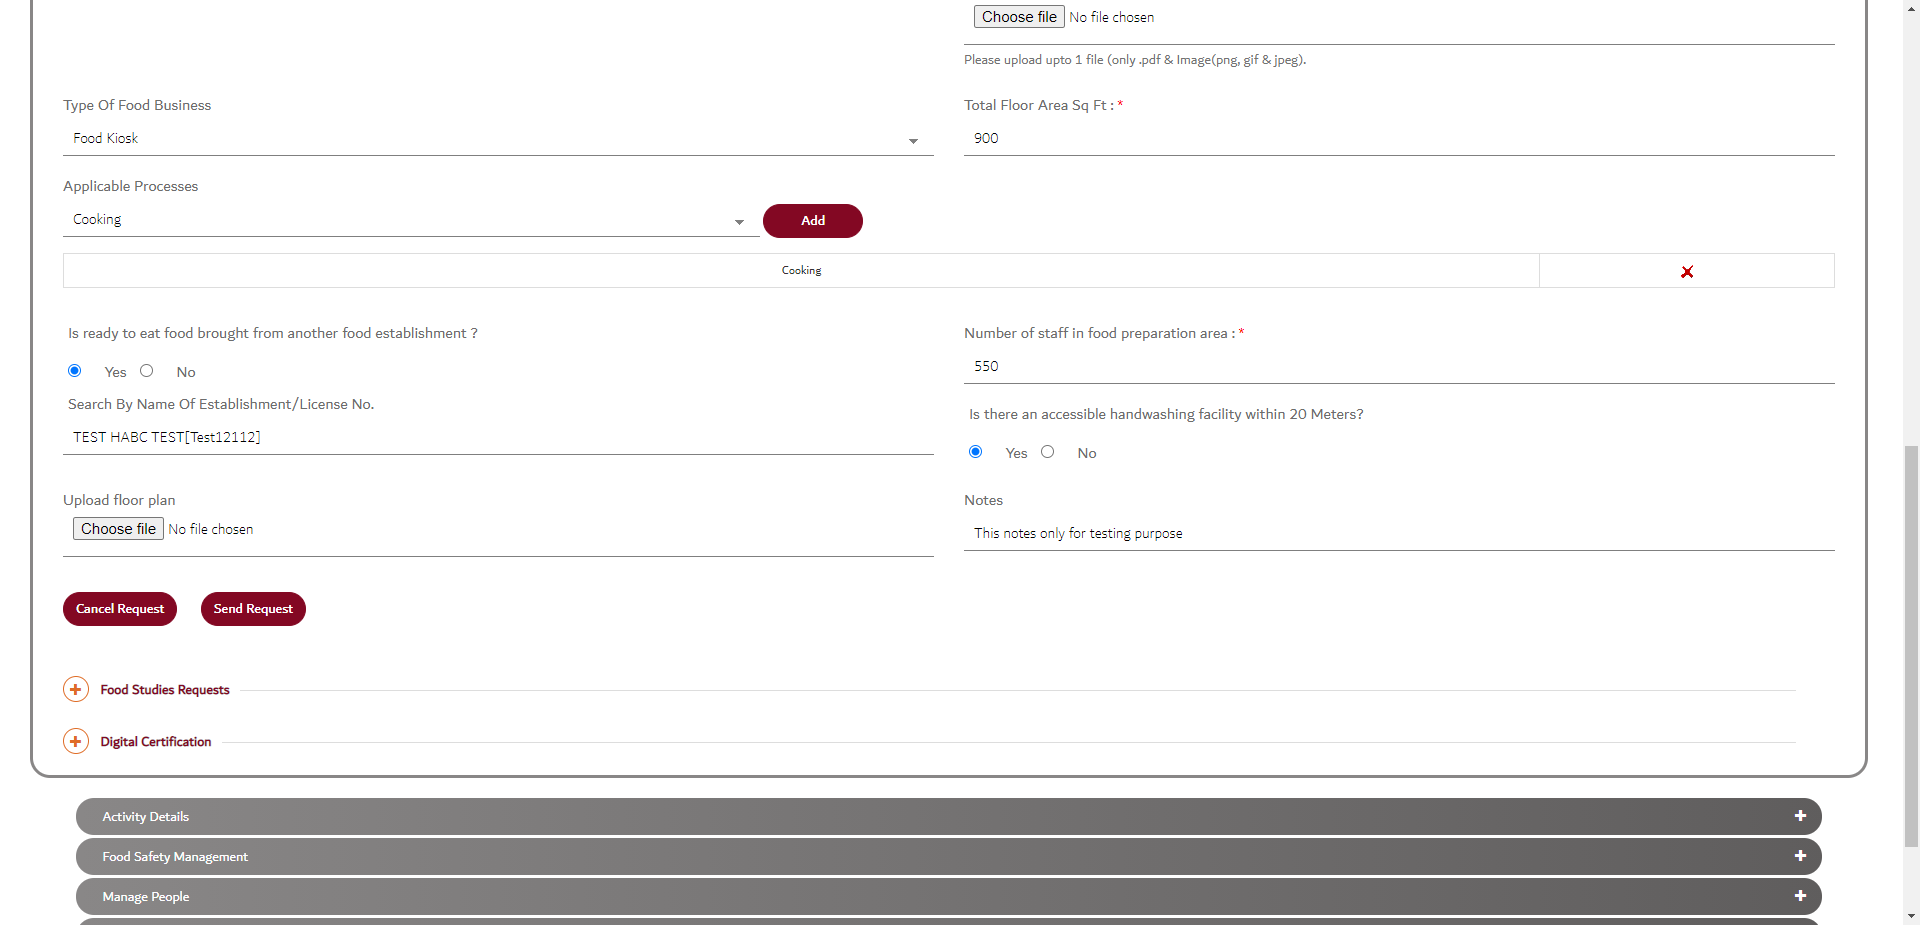 Choose file No file chosen
Please upload upto 1 file (only .pdf & Image(png, gif & jpeg).
Type Of Food Business
Food Kiosk
Total Floor Area Sq Ft : *
900
Applicable Processes
Cooking
Add
Cooking
Is ready to eat food brought from another food establishment ?
Yes No
Number of staff in food preparation area : *
550
Search By Name Of Establishment/License No.
TEST HABC TEST[Test12112]
Is there an accessible handwashing facility within 20 Meters?
Yes No
Upload floor plan
Choose file No file chosen
Notes
This notes only for testing purpose
Cancel Request
Send Request
Food Studies Requests
Digital Certification
Activity Details
Food Safety Management
Manage People